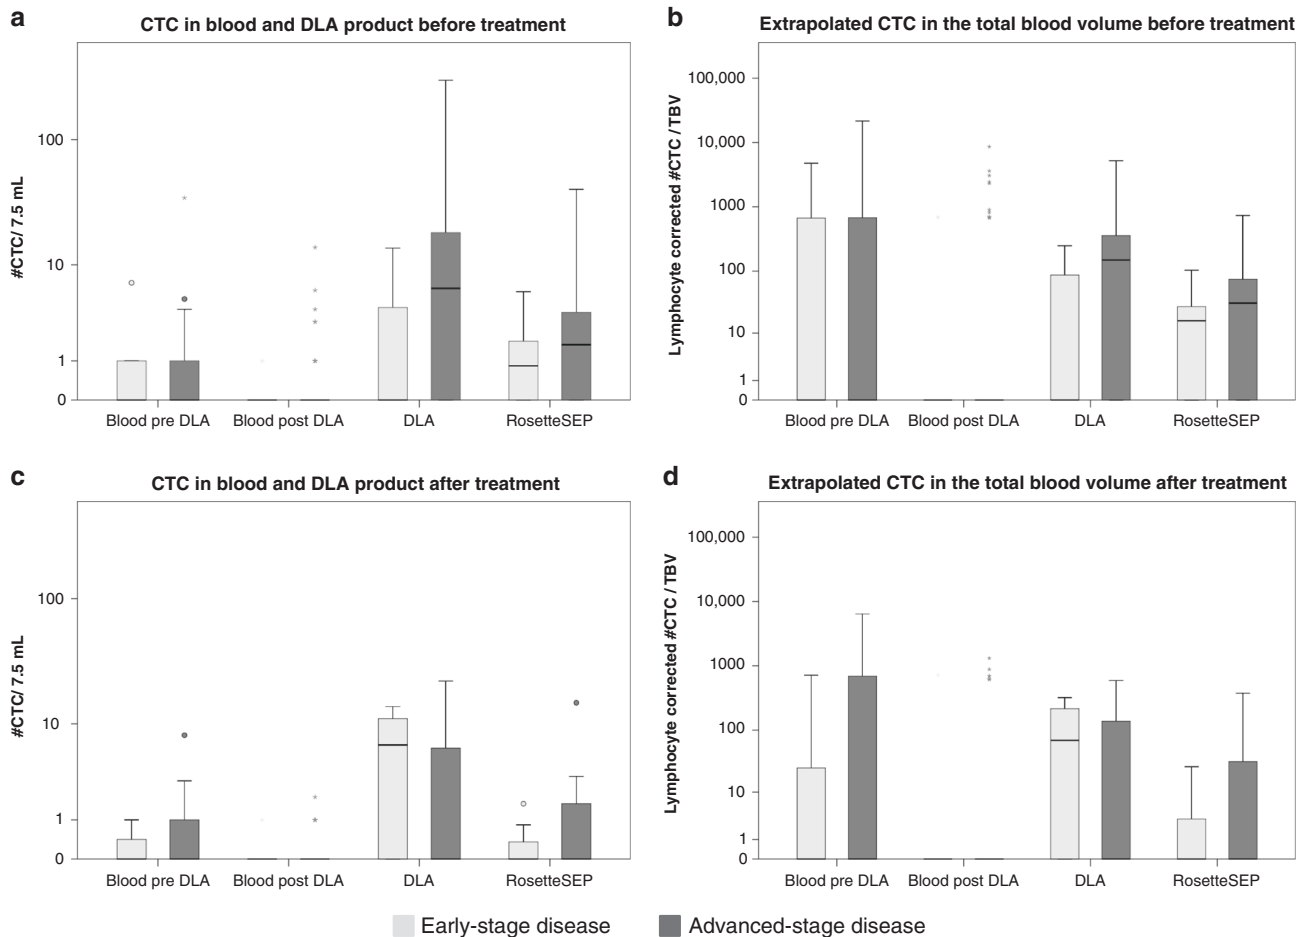 a
CTC in blood and DLA product before treatment
#CTC/ 7.5 mL
100
10
1
0
Blood pre DLA
Blood post DLA
DLA
RosetteSEP
b
Extrapolated CTC in the total blood volume before treatment
Lymphocyte corrected #CTC / TBV
100,000
10,000
1000
100
10
1
0
Blood pre DLA
Blood post DLA
DLA
RosetteSEP
c
CTC in blood and DLA product after treatment
#CTC/ 7.5 mL
100
10
1
0
Blood pre DLA
Blood post DLA
DLA
RosetteSEP
d
Extrapolated CTC in the total blood volume after treatment
Lymphocyte corrected #CTC / TBV
100,000
10,000
1000
100
10
1
0
Blood pre DLA
Blood post DLA
DLA
RosetteSEP
Early-stage disease
Advanced-stage disease